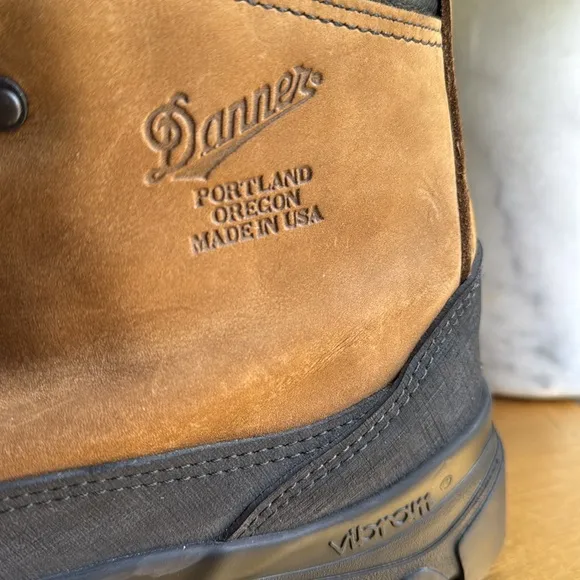 Danner®
PORTLAND
OREGON
MADE IN USA
vibram®